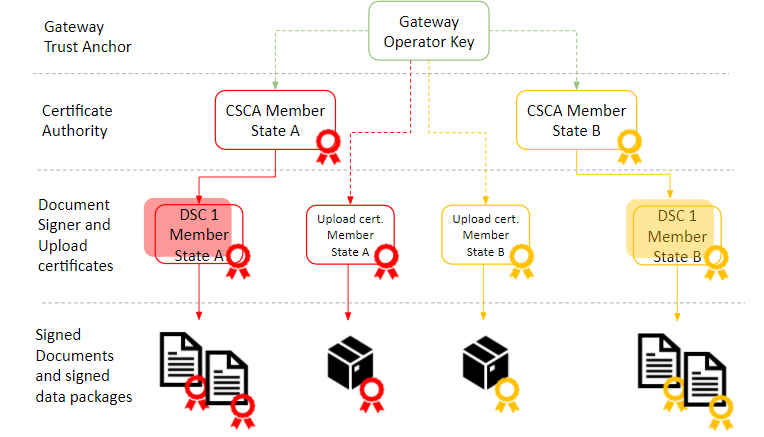 Gateway
Trust Anchor
Gateway
Operator Key
Certificate
Authority
CSCA Member
State A
CSCA Member
State B
Document
Signer and
Upload
certificates
DSC 1
Member
State A
Upload cert.
Member
State A
Upload cert.
Member
State B
DSC 1
Member
State B
Signed
Documents
and signed
data packages